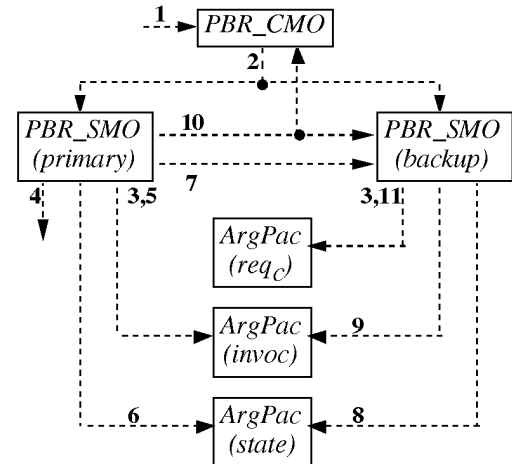 1
PBR_CMO
2
PBR_SMO
(primary)
10
7
PBR_SMO
(backup)
4
3,5
3,11
ArgPac
(req_C)
ArgPac
(invoc)
9
6
ArgPac
(state)
8